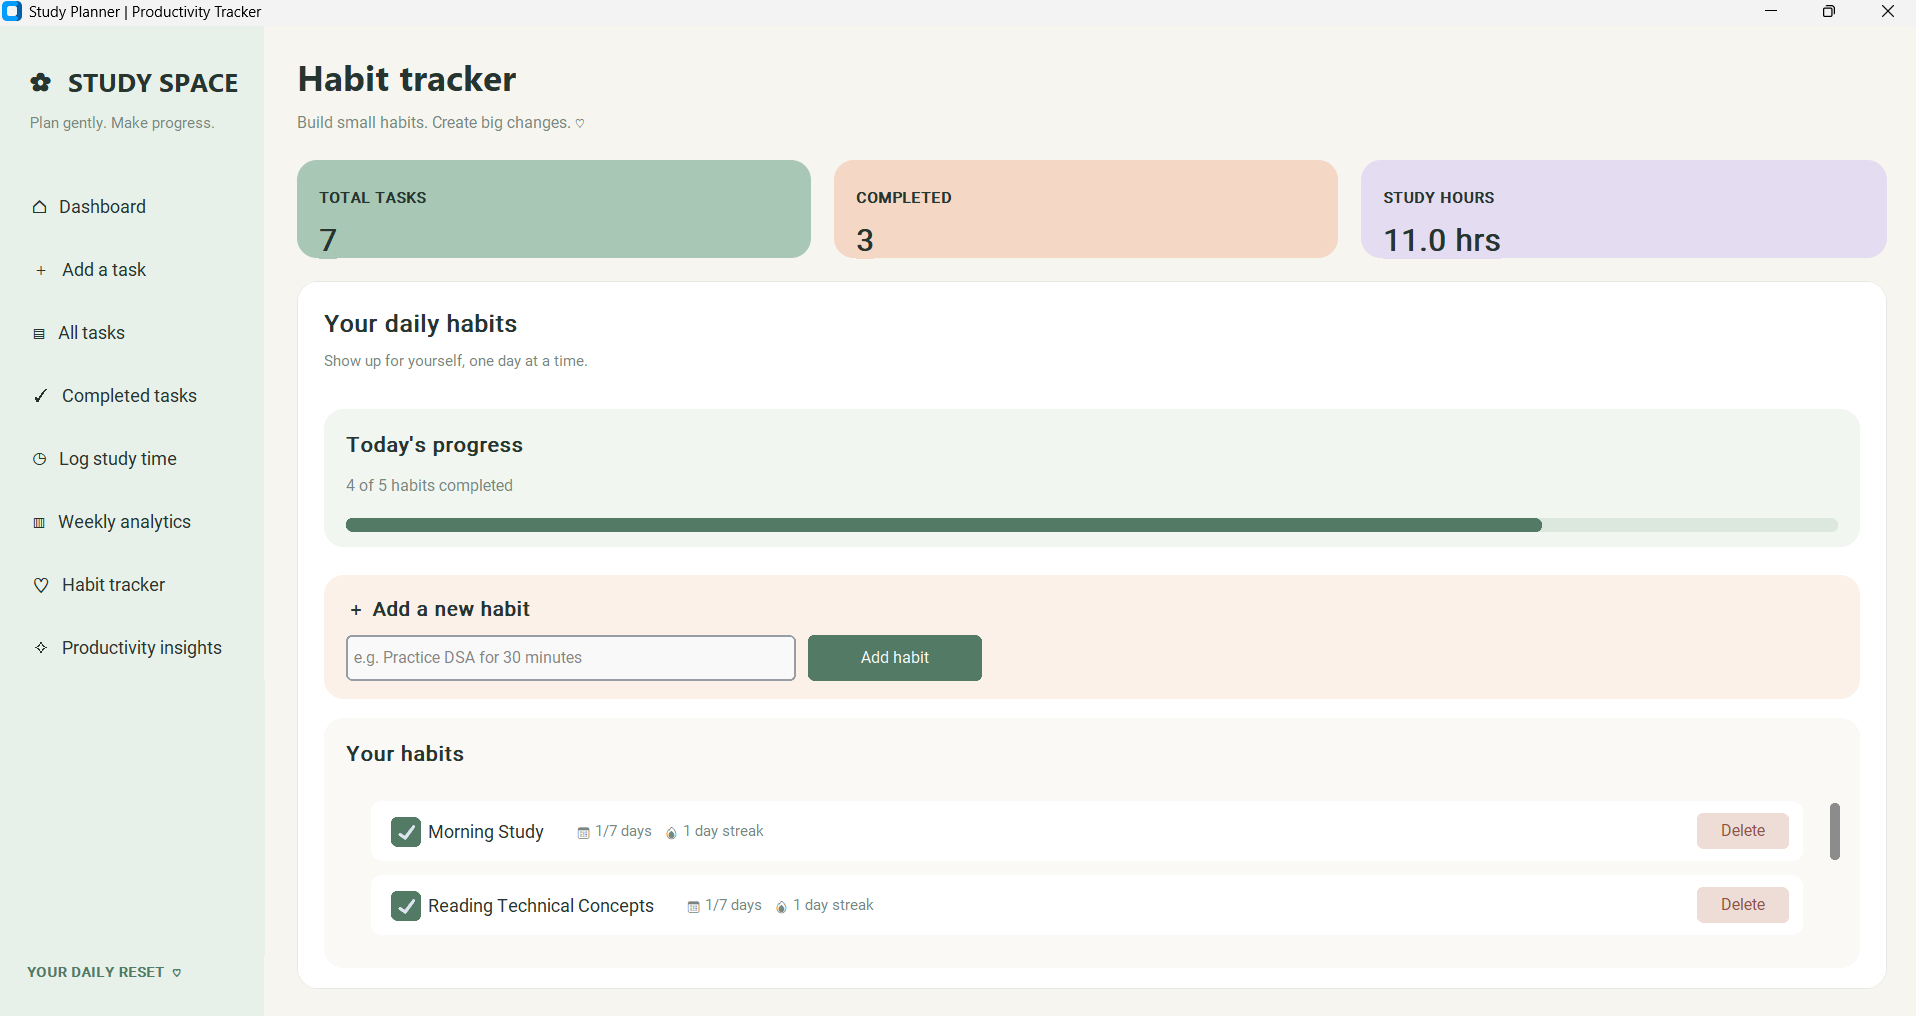 Study Planner | Productivity Tracker
✿ STUDY SPACE
Plan gently. Make progress.
Dashboard
+ Add a task
All tasks
✓ Completed tasks
Log study time
Weekly analytics
♡ Habit tracker
✧ Productivity insights
YOUR DAILY RESET ♡
Habit tracker
Build small habits. Create big changes. ♡
TOTAL TASKS
7
COMPLETED
3
STUDY HOURS
11.0 hrs
Your daily habits
Show up for yourself, one day at a time.
Today's progress
4 of 5 habits completed
+ Add a new habit
e.g. Practice DSA for 30 minutes
Add habit
Your habits
Morning Study 1/7 days 1 day streak Delete
Reading Technical Concepts 1/7 days 1 day streak Delete